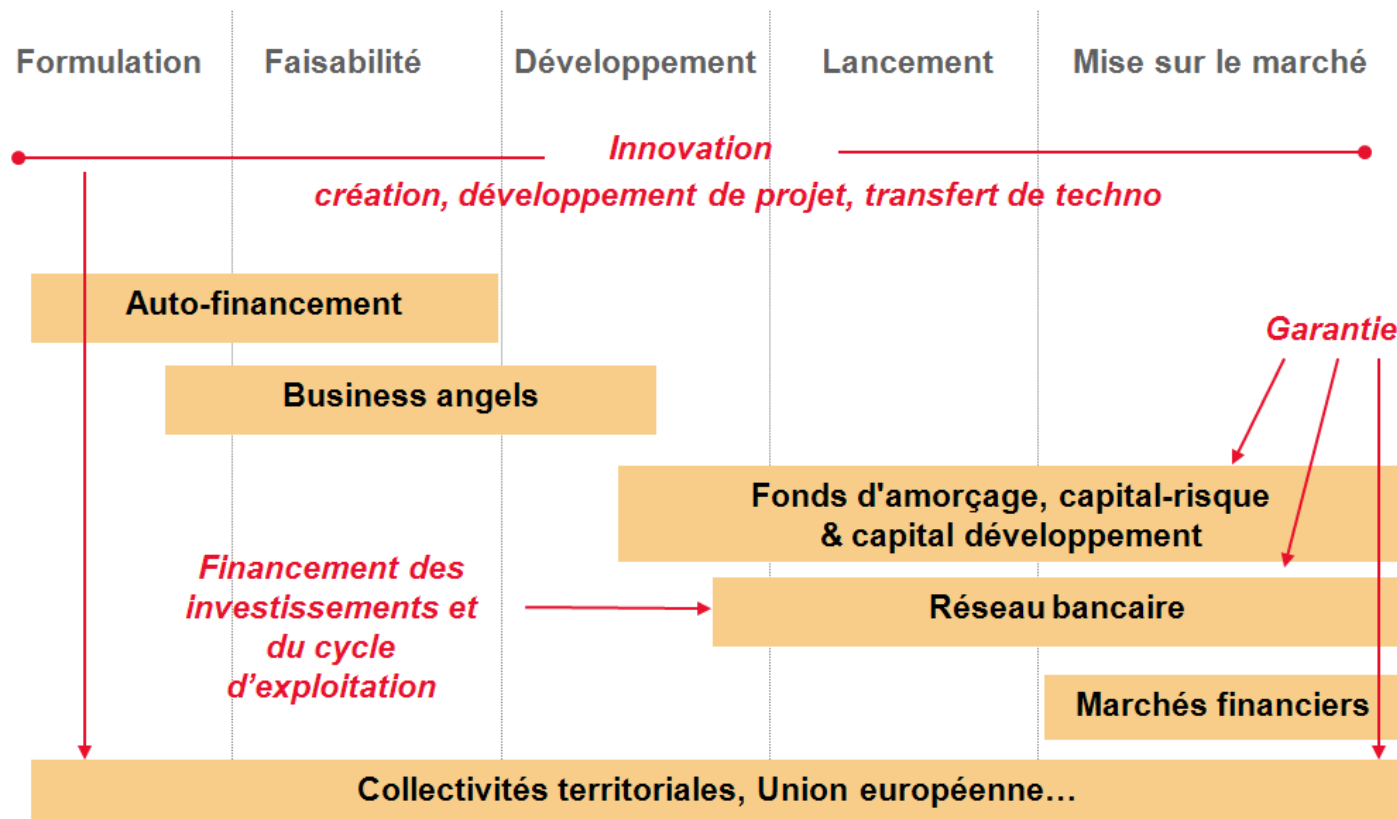 Formulation
Faisabilité
Développement
Lancement
Mise sur le marché
Innovation
création, développement de projet, transfert de techno
Auto-financement
Garantie
Business angels
Fonds d'amorçage, capital-risque
& capital développement
Financement des
investissements et
du cycle
d’exploitation
Réseau bancaire
Marchés financiers
Collectivités territoriales, Union européenne…